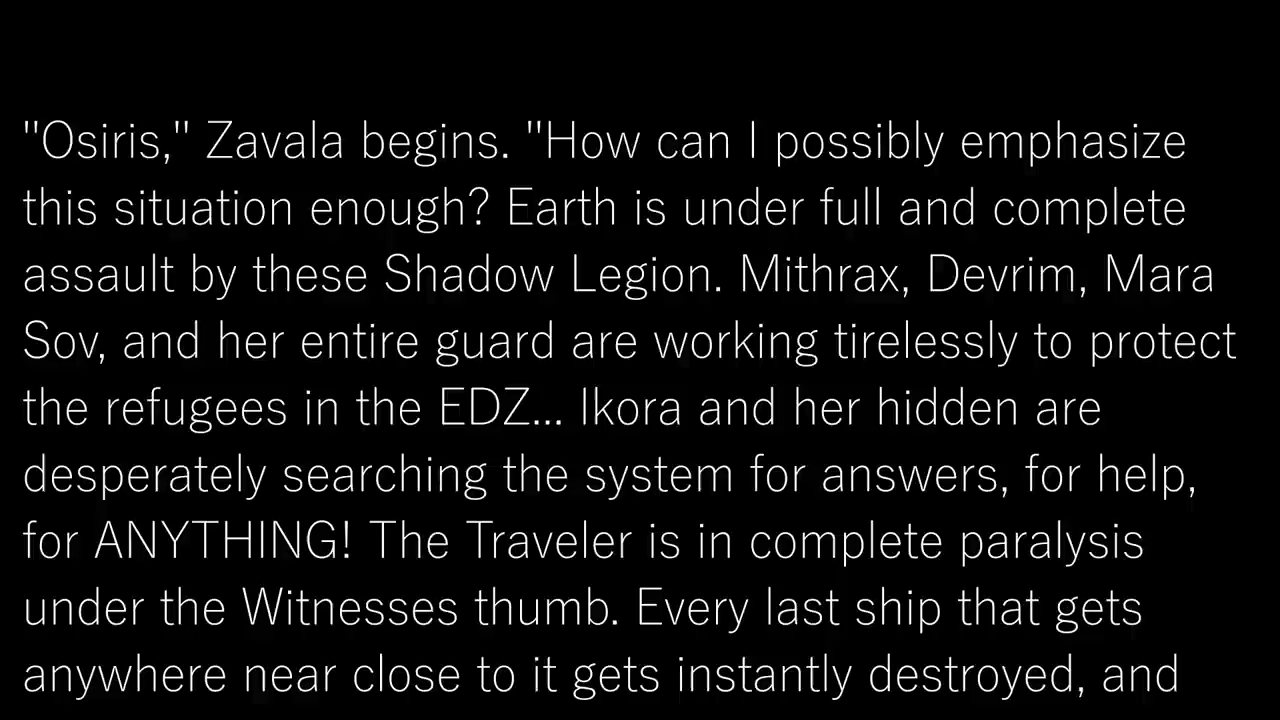 "Osiris," Zavala begins. "How can I possibly emphasize
this situation enough? Earth is under full and complete
assault by these Shadow Legion. Mithrax, Devrim, Mara
Sov, and her entire guard are working tirelessly to protect
the refugees in the EDZ... Ikora and her hidden are
desperately searching the system for answers, for help,
for ANYTHING! The Traveler is in complete paralysis
under the Witnesses thumb. Every last ship that gets
anywhere near close to it gets instantly destroyed, and